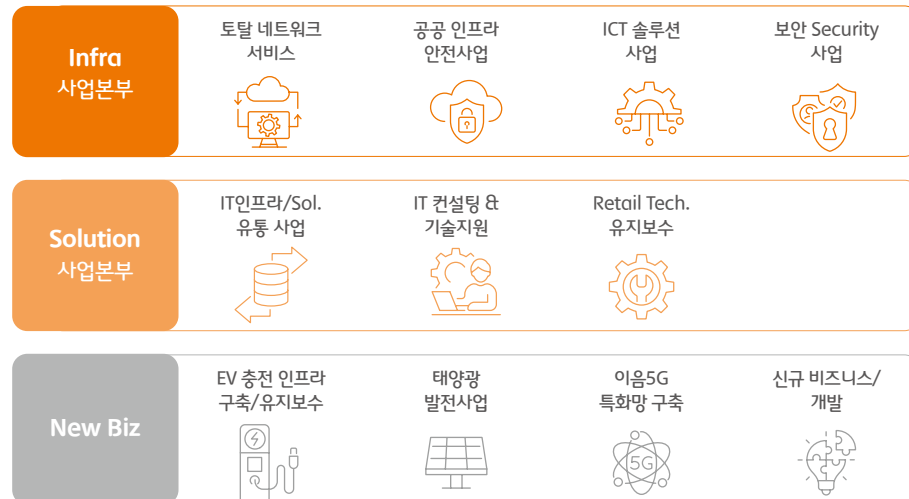 Infra
사업본부
토탈 네트워크
서비스
공공 인프라
안전사업
ICT 솔루션
사업
보안 Security
사업
Solution
사업본부
IT인프라/Sol.
유통 사업
IT 컨설팅 &
기술지원
Retail Tech.
유지보수
New Biz
EV 충전 인프라
구축/유지보수
태양광
발전사업
이음5G
특화망 구축
5G
신규 비즈니스/
개발